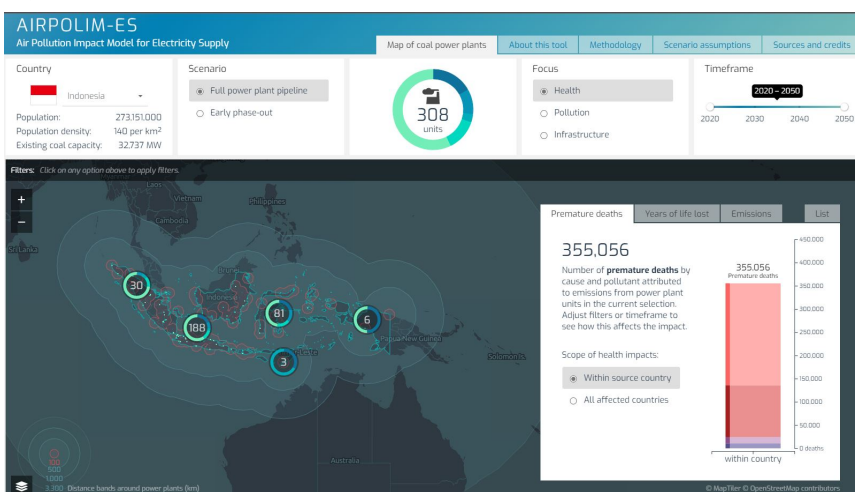 AIRPOLIM-ES
Air Pollution Impact Model for Electricity Supply
Map of coal power plants
About this tool
Methodology
Scenario assumptions
Sources and credits
Country
Indonesia
Population: 273,151,000
Population density: 140 per km²
Existing coal capacity: 32,737 MW
Scenario
Full power plant pipeline
Early phase-out
308
units
Focus
Health
Pollution
Infrastructure
Timeframe
2020 – 2050
2020 2030 2040 2050
Filters: Click on any option above to apply filters.
+
−
Laos
Vietnam
Philippines
Cambodia
Sri Lanka
Brunei
Indonesia
Papua New Guinea
Solomon Is.
Australia
30
188
81
6
3
100
500
1,000
3,300 Distance bands around power plants (km)
Premature deaths
Years of life lost
Emissions
List
355,056
Number of premature deaths by
cause and pollutant attributed
to emissions from power plant
units in the current selection.
Adjust filters or timeframe to
see how this affects the impact.
Scope of health impacts:
Within source country
All affected countries
355,056
Premature deaths
450,000
400,000
350,000
300,000
250,000
200,000
150,000
100,000
50,000
0 deaths
within country
© MapTiler © OpenStreetMap contributors